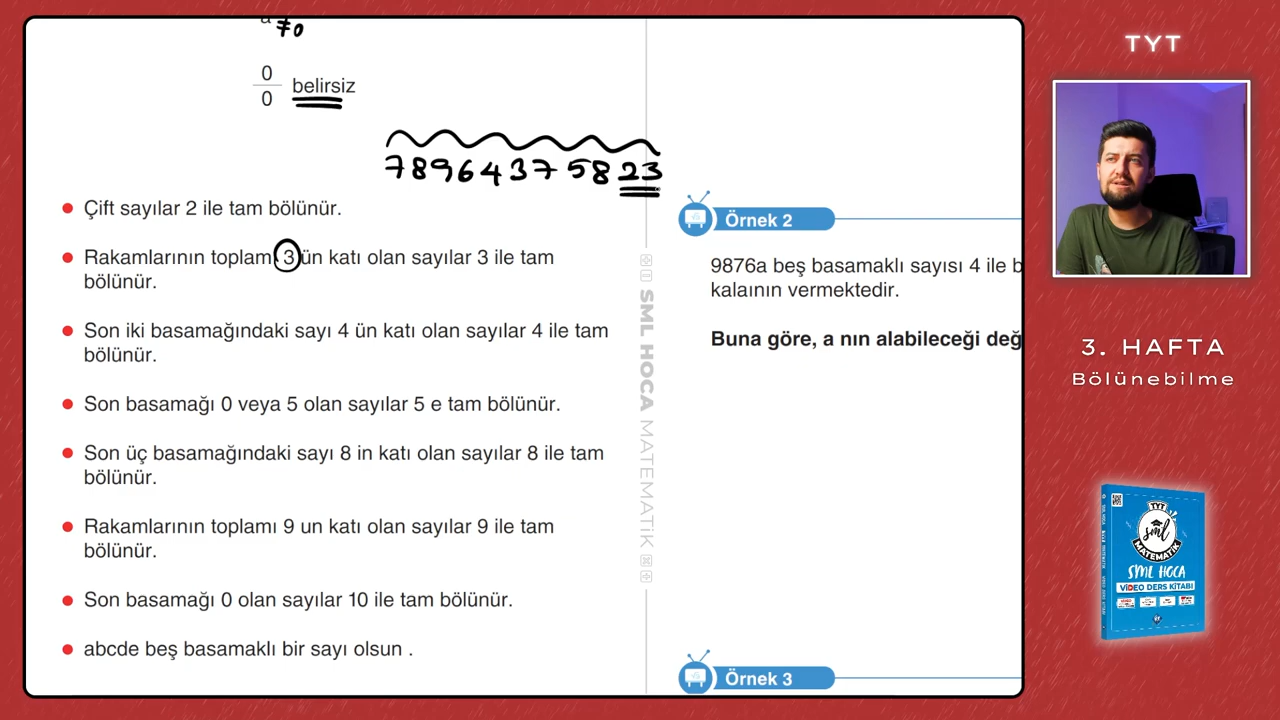 ≠0
0
0
belirsiz
7896437 58 23
Çift sayılar 2 ile tam bölünür.
Rakamlarının toplamı 3 ün katı olan sayılar 3 ile tam
bölünür.
Son iki basamağındaki sayı 4 ün katı olan sayılar 4 ile tam
bölünür.
Son basamağı 0 veya 5 olan sayılar 5 e tam bölünür.
Son üç basamağındaki sayı 8 in katı olan sayılar 8 ile tam
bölünür.
Rakamlarının toplamı 9 un katı olan sayılar 9 ile tam
bölünür.
Son basamağı 0 olan sayılar 10 ile tam bölünür.
abcde beş basamaklı bir sayı olsun .
SML HOCA MATEMATİK
Örnek 2
9876a beş basamaklı sayısı 4 ile b
kalaının vermektedir.
Buna göre, a nın alabileceği değ
Örnek 3
TYT
3. HAFTA
Bölünebilme
TYT
sml
MATEMATİK
SML HOCA
VİDEO DERS KİTABI